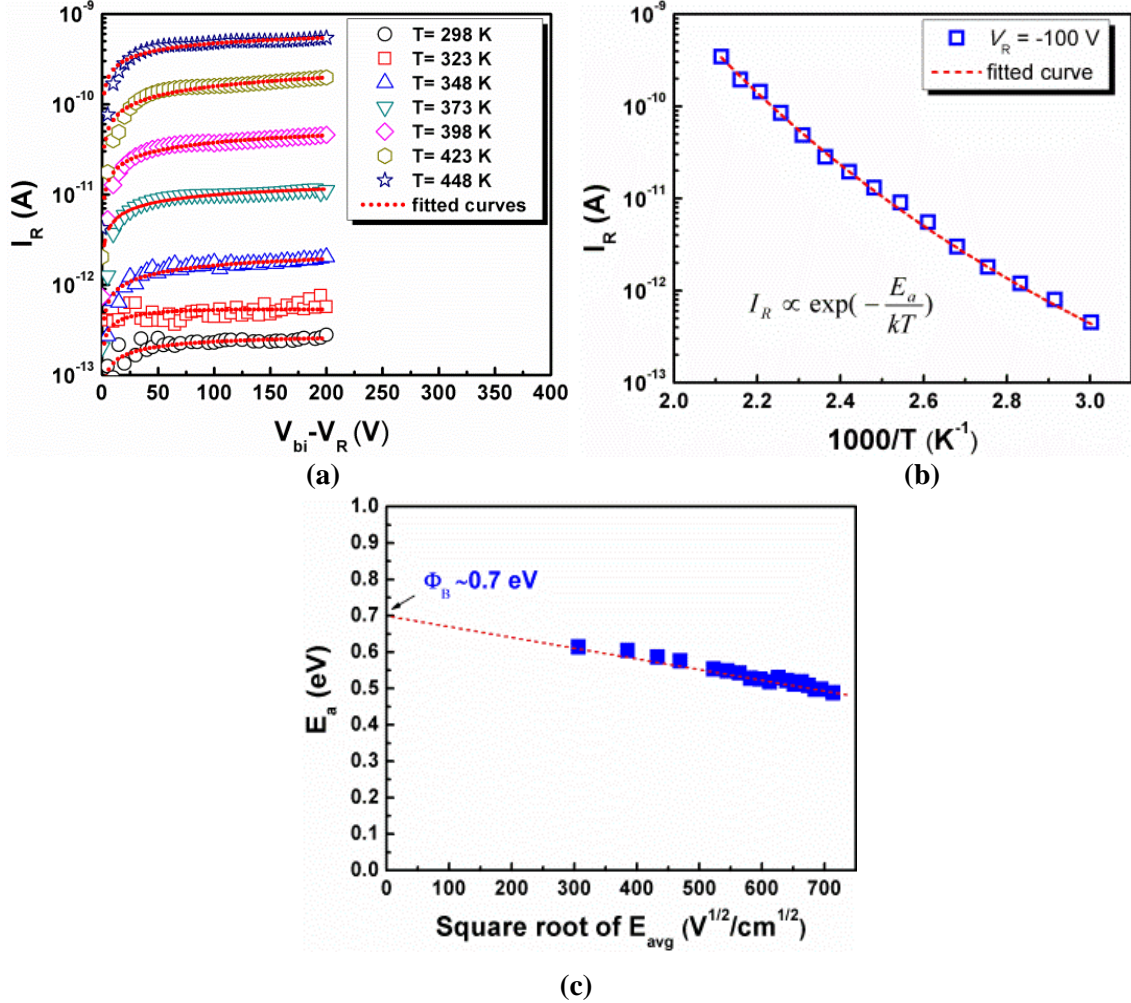 10⁻⁹
10⁻¹⁰
10⁻¹¹
10⁻¹²
10⁻¹³
I_R (A)
T= 298 K
T= 323 K
T= 348 K
T= 373 K
T= 398 K
T= 423 K
T= 448 K
fitted curves
0 50 100 150 200 250 300 350 400
V_bi-V_R (V)
(a)
10⁻⁹
10⁻¹⁰
10⁻¹¹
10⁻¹²
10⁻¹³
I_R (A)
V_R = -100 V
fitted curve
I_R ∝ exp(−E_a/kT)
2.0 2.2 2.4 2.6 2.8 3.0
1000/T (K⁻¹)
(b)
1.0
0.9
0.8
0.7
0.6
0.5
0.4
0.3
0.2
0.1
0.0
E_a (eV)
Φ_B ~0.7 eV
0 100 200 300 400 500 600 700
Square root of E_avg (V^1/2/cm^1/2)
(c)